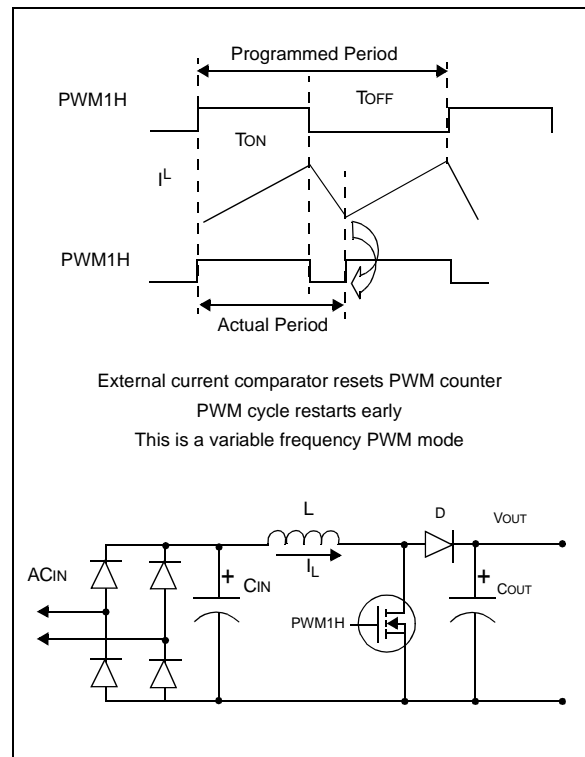 Programmed Period
PWM1H
TOFF
TON
IL
PWM1H
Actual Period
External current comparator resets PWM counter
PWM cycle restarts early
This is a variable frequency PWM mode
L
D
VOUT
+
IL
+
ACIN
CIN
COUT
PWM1H